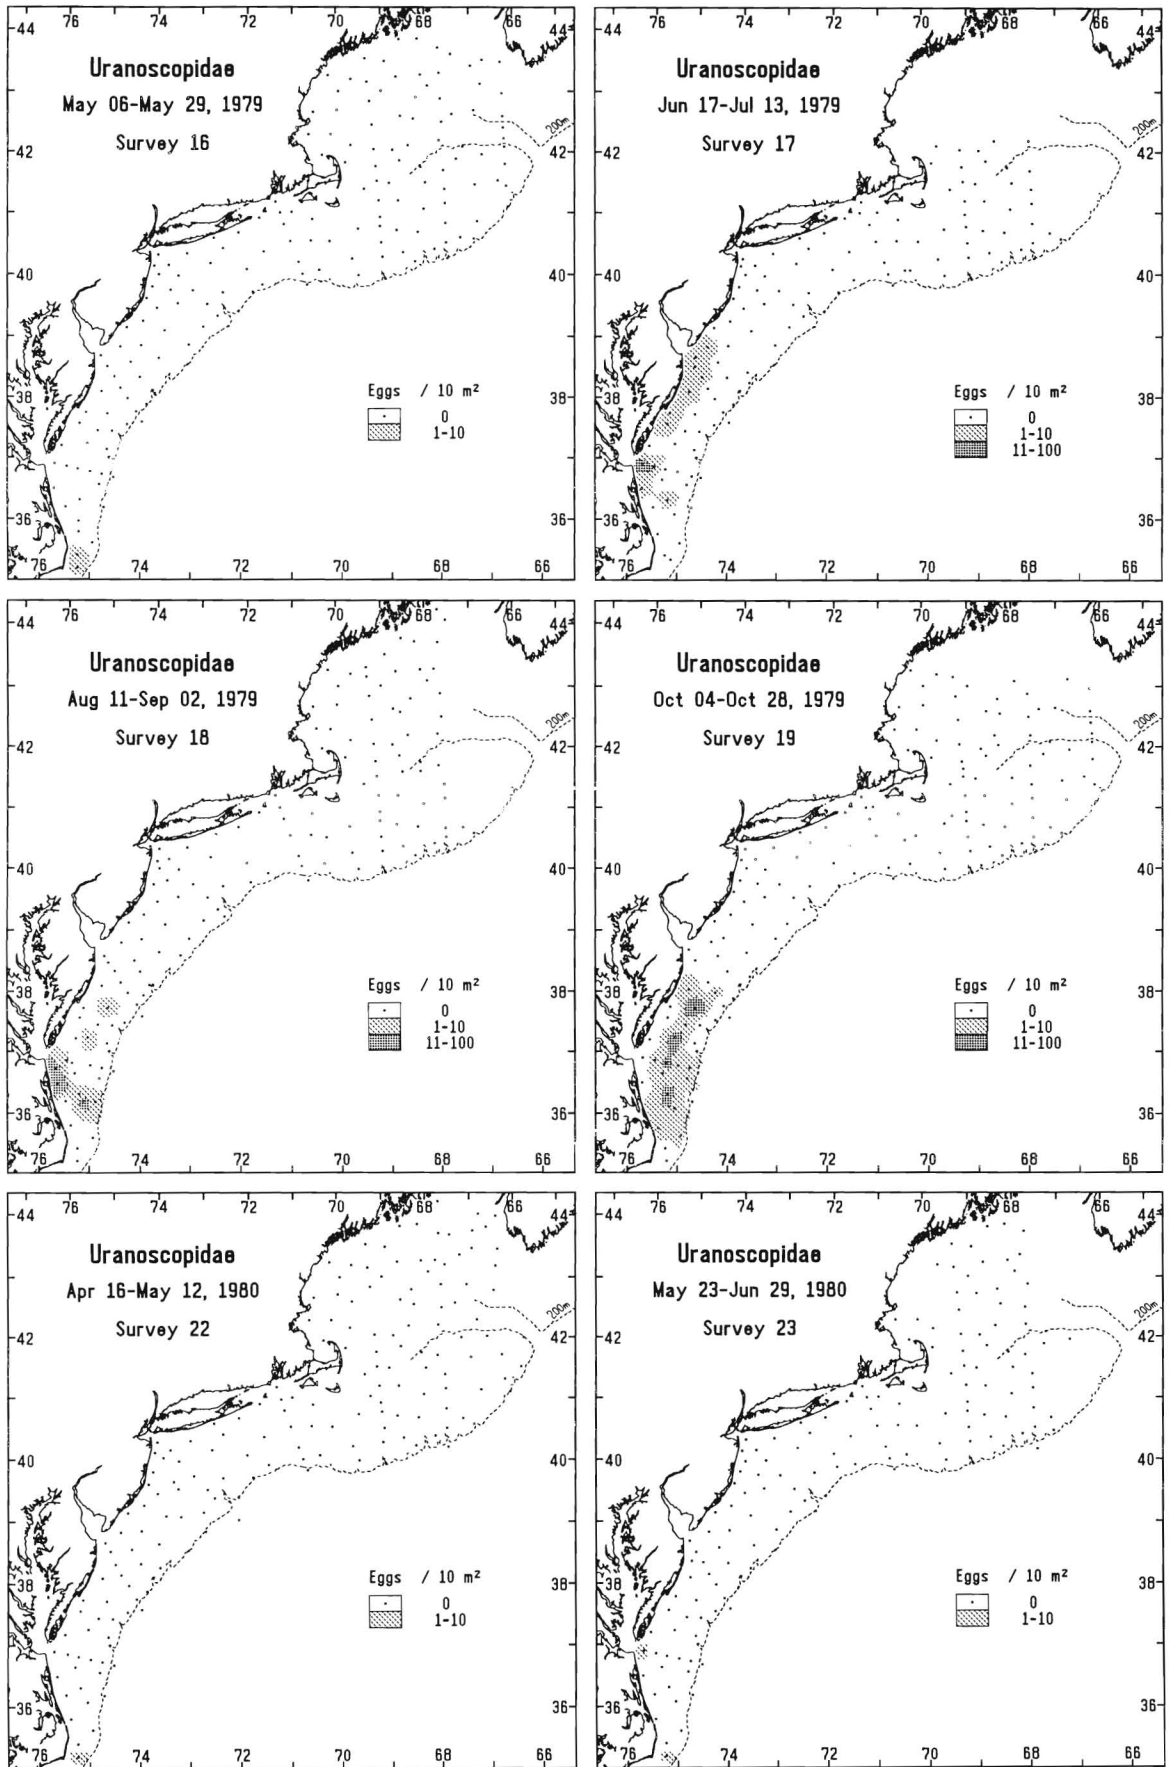 76 74 72 70 68 66
44 44
Uranoscopidae
May 06-May 29, 1979
Survey 16
200m
42 42
40 40
Eggs / 10 m²
0
1-10
38 38
36 36
76 74 72 70 68 66
76 74 72 70 68 66
44 44
Uranoscopidae
Jun 17-Jul 13, 1979
Survey 17
200m
42 42
40 40
Eggs / 10 m²
0
1-10
11-100
38 38
36 36
76 74 72 70 68 66
76 74 72 70 68 66
44 44
Uranoscopidae
Aug 11-Sep 02, 1979
Survey 18
200m
42 42
40 40
Eggs / 10 m²
0
1-10
11-100
38 38
36 36
76 74 72 70 68 66
76 74 72 70 68 66
44 44
Uranoscopidae
Oct 04-Oct 28, 1979
Survey 19
200m
42 42
40 40
Eggs / 10 m²
0
1-10
11-100
38 38
36 36
76 74 72 70 68 66
76 74 72 70 68 66
44 44
Uranoscopidae
Apr 16-May 12, 1980
Survey 22
200m
42 42
40 40
Eggs / 10 m²
0
1-10
38 38
36 36
76 74 72 70 68 66
76 74 72 70 68 66
44 44
Uranoscopidae
May 23-Jun 29, 1980
Survey 23
200m
42 42
40 40
Eggs / 10 m²
0
1-10
38 38
36 36
76 74 72 70 68 66